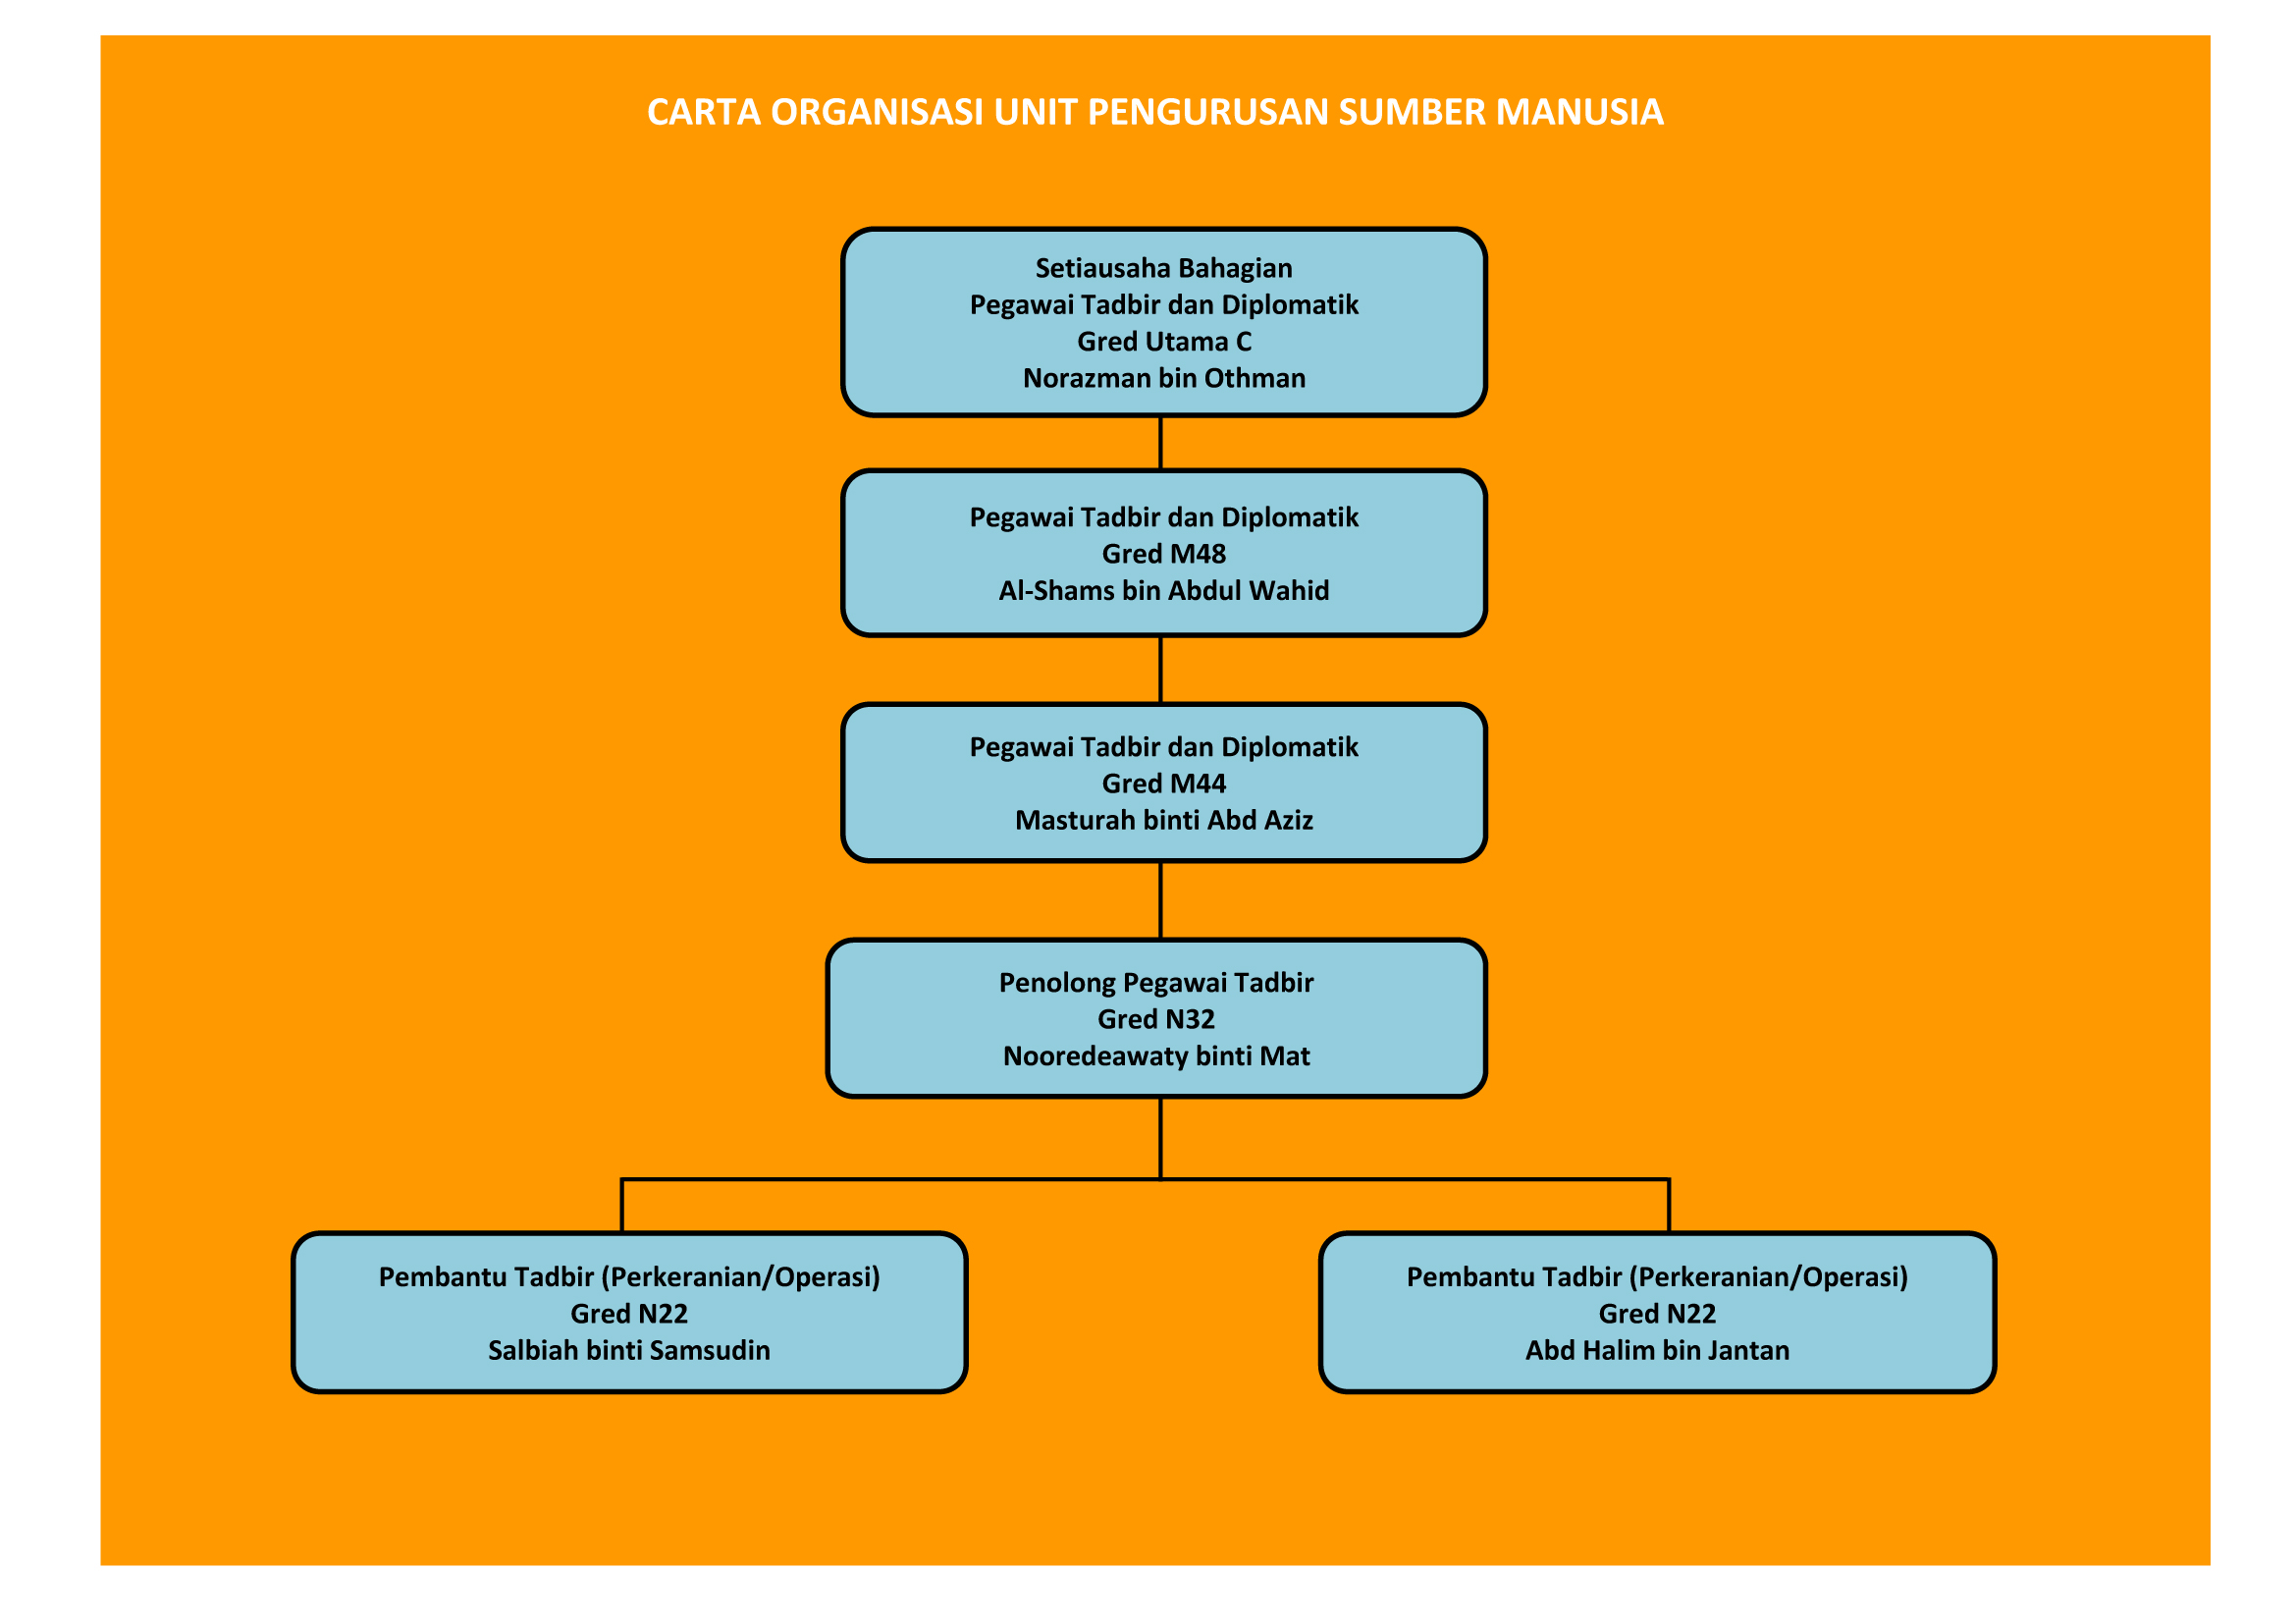 CARTA ORGANISASI UNIT PENGURUSAN SUMBER MANUSIA
Setiausaha Bahagian
Pegawai Tadbir dan Diplomatik
Gred Utama C
Norazman bin Othman
Pegawai Tadbir dan Diplomatik
Gred M48
Al-Shams bin Abdul Wahid
Pegawai Tadbir dan Diplomatik
Gred M44
Masturah binti Abd Aziz
Penolong Pegawai Tadbir
Gred N32
Nooredeawaty binti Mat
Pembantu Tadbir (Perkeranian/Operasi)
Gred N22
Salbiah binti Samsudin
Pembantu Tadbir (Perkeranian/Operasi)
Gred N22
Abd Halim bin Jantan